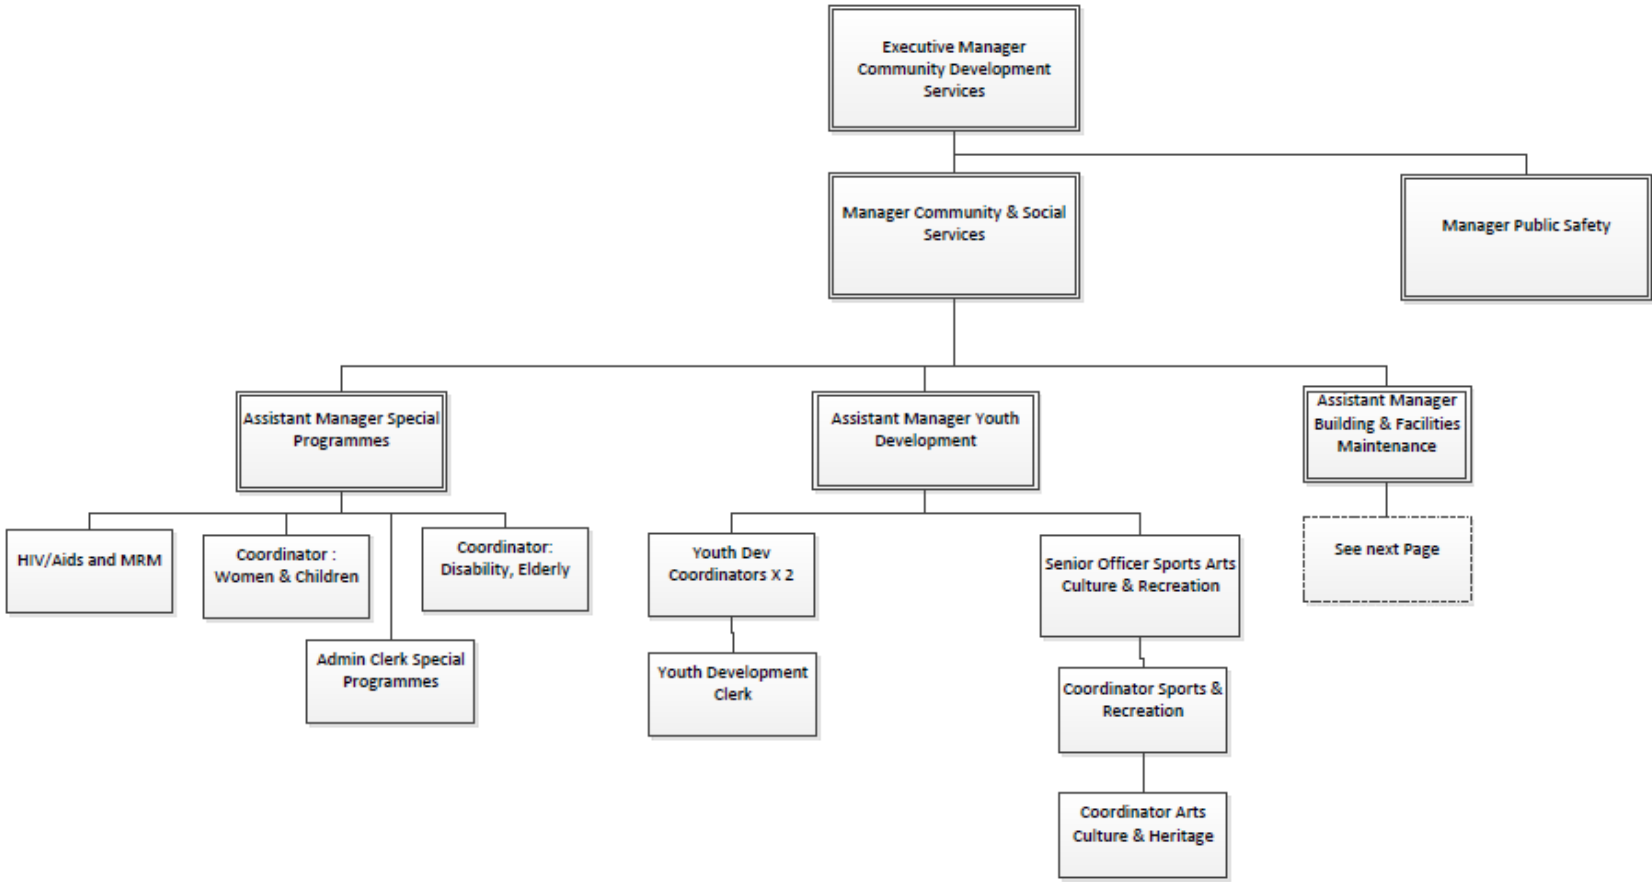 Executive Manager
Community Development
Services
Manager Community & Social
Services
Manager Public Safety
Assistant Manager Special
Programmes
Assistant Manager Youth
Development
Assistant Manager
Building & Facilities
Maintenance
HIV/Aids and MRM
Coordinator :
Women & Children
Coordinator:
Disability, Elderly
Admin Clerk Special
Programmes
Youth Dev
Coordinators X 2
Youth Development
Clerk
Senior Officer Sports Arts
Culture & Recreation
Coordinator Sports &
Recreation
Coordinator Arts
Culture & Heritage
See next Page